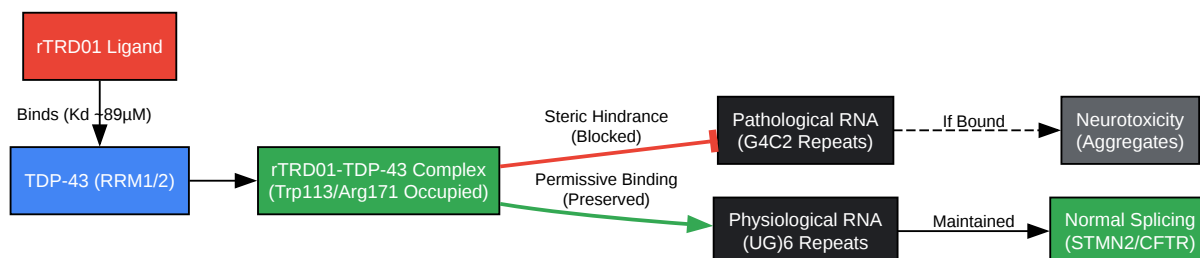 rTRD01 Ligand
Binds (Kd ~89µM)
TDP-43 (RRM1/2)
rTRD01-TDP-43 Complex
(Trp113/Arg171 Occupied)
Steric Hindrance
(Blocked)
Permissive Binding
(Preserved)
Pathological RNA
(G4C2 Repeats)
If Bound
Neurotoxicity
(Aggregates)
Physiological RNA
(UG)6 Repeats
Maintained
Normal Splicing
(STMN2/CFTR)